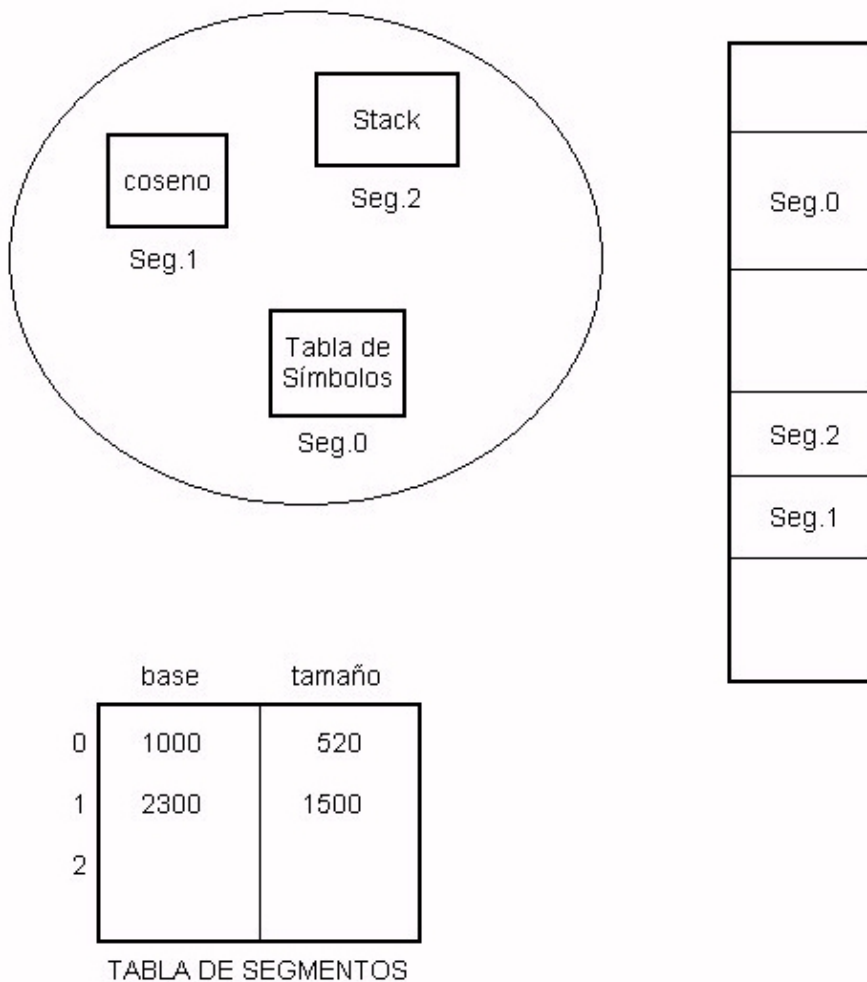 Stack
Seg.2
coseno
Seg.1
Tabla de
Símbolos
Seg.0
Seg.0
Seg.2
Seg.1
base tamaño
0 1000 520
1 2300 1500
2
TABLA DE SEGMENTOS